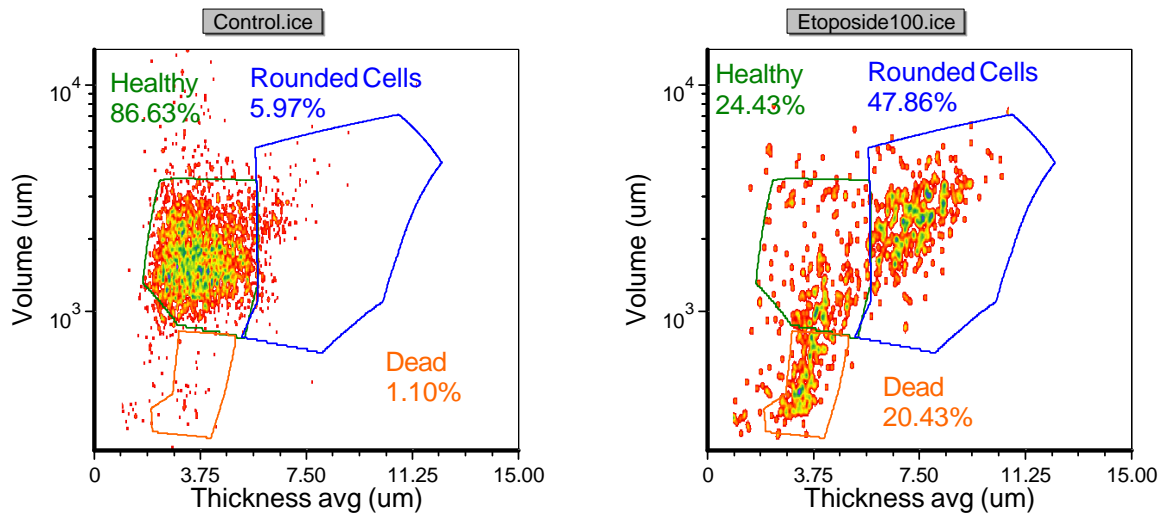 Control.ice
Healthy
86.63%
Rounded Cells
5.97%
Dead
1.10%
10⁴
10³
Volume (um)
0 3.75 7.50 11.25 15.00
Thickness avg (um)
Etoposide100.ice
Healthy
24.43%
Rounded Cells
47.86%
Dead
20.43%
10⁴
10³
Volume (um)
0 3.75 7.50 11.25 15.00
Thickness avg (um)